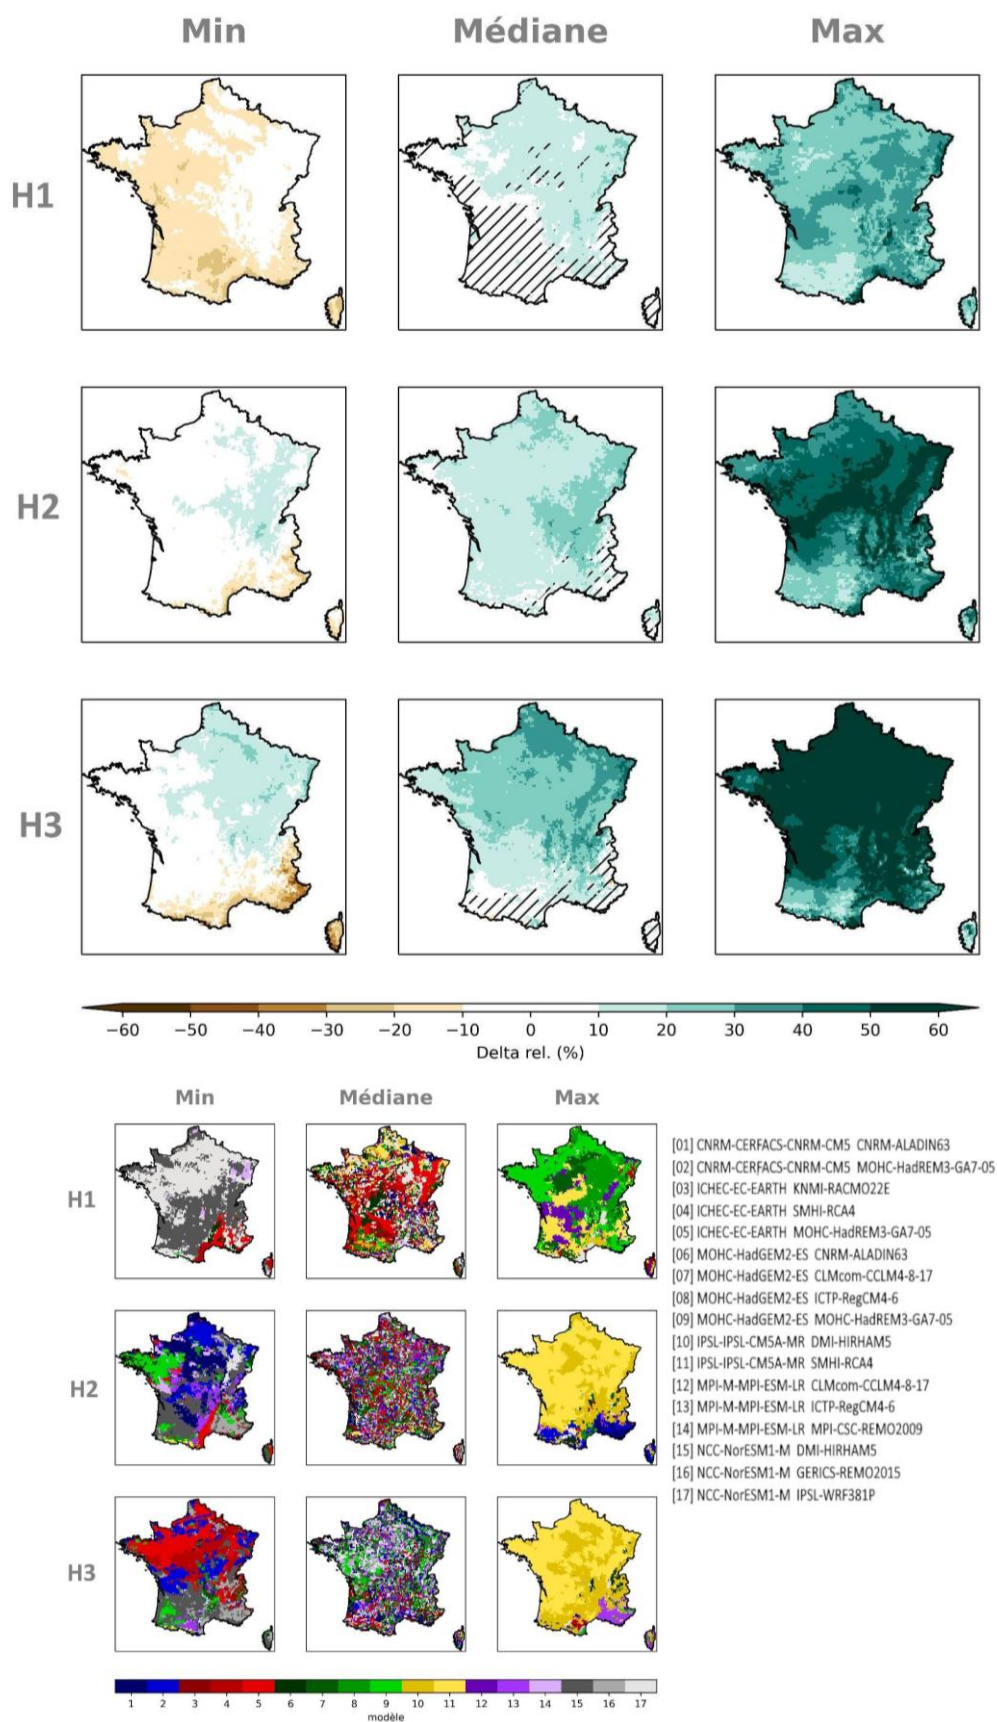 Min Médiane Max
H1
H2
H3
−60 −50 −40 −30 −20 −10 0 10 20 30 40 50 60
Delta rel. (%)
Min Médiane Max
H1
H2
H3
[01] CNRM-CERFACS-CNRM-CM5 CNRM-ALADIN63
[02] CNRM-CERFACS-CNRM-CM5 MOHC-HadREM3-GA7-05
[03] ICHEC-EC-EARTH KNMI-RACMO22E
[04] ICHEC-EC-EARTH SMHI-RCA4
[05] ICHEC-EC-EARTH MOHC-HadREM3-GA7-05
[06] MOHC-HadGEM2-ES CNRM-ALADIN63
[07] MOHC-HadGEM2-ES CLMcom-CCLM4-8-17
[08] MOHC-HadGEM2-ES ICTP-RegCM4-6
[09] MOHC-HadGEM2-ES MOHC-HadREM3-GA7-05
[10] IPSL-IPSL-CM5A-MR DMI-HIRHAM5
[11] IPSL-IPSL-CM5A-MR SMHI-RCA4
[12] MPI-M-MPI-ESM-LR CLMcom-CCLM4-8-17
[13] MPI-M-MPI-ESM-LR ICTP-RegCM4-6
[14] MPI-M-MPI-ESM-LR MPI-CSC-REMO2009
[15] NCC-NorESM1-M DMI-HIRHAM5
[16] NCC-NorESM1-M GERICS-REMO2015
[17] NCC-NorESM1-M IPSL-WRF381P
1 2 3 4 5 6 7 8 9 10 11 12 13 14 15 16 17
modèle